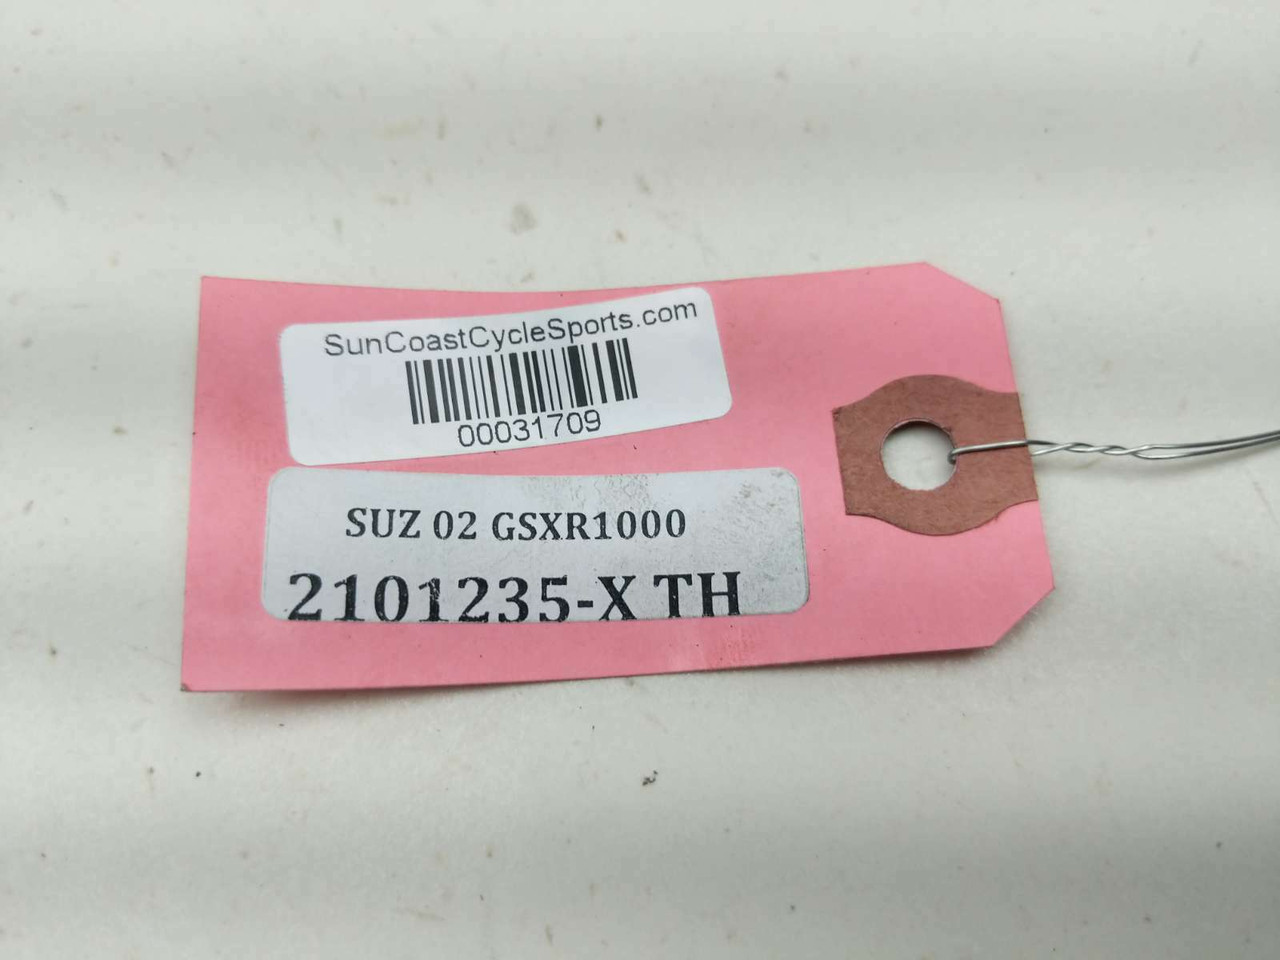 SunCoastCycleSports.com
00031709
SUZ 02 GSXR1000
2101235-X TH